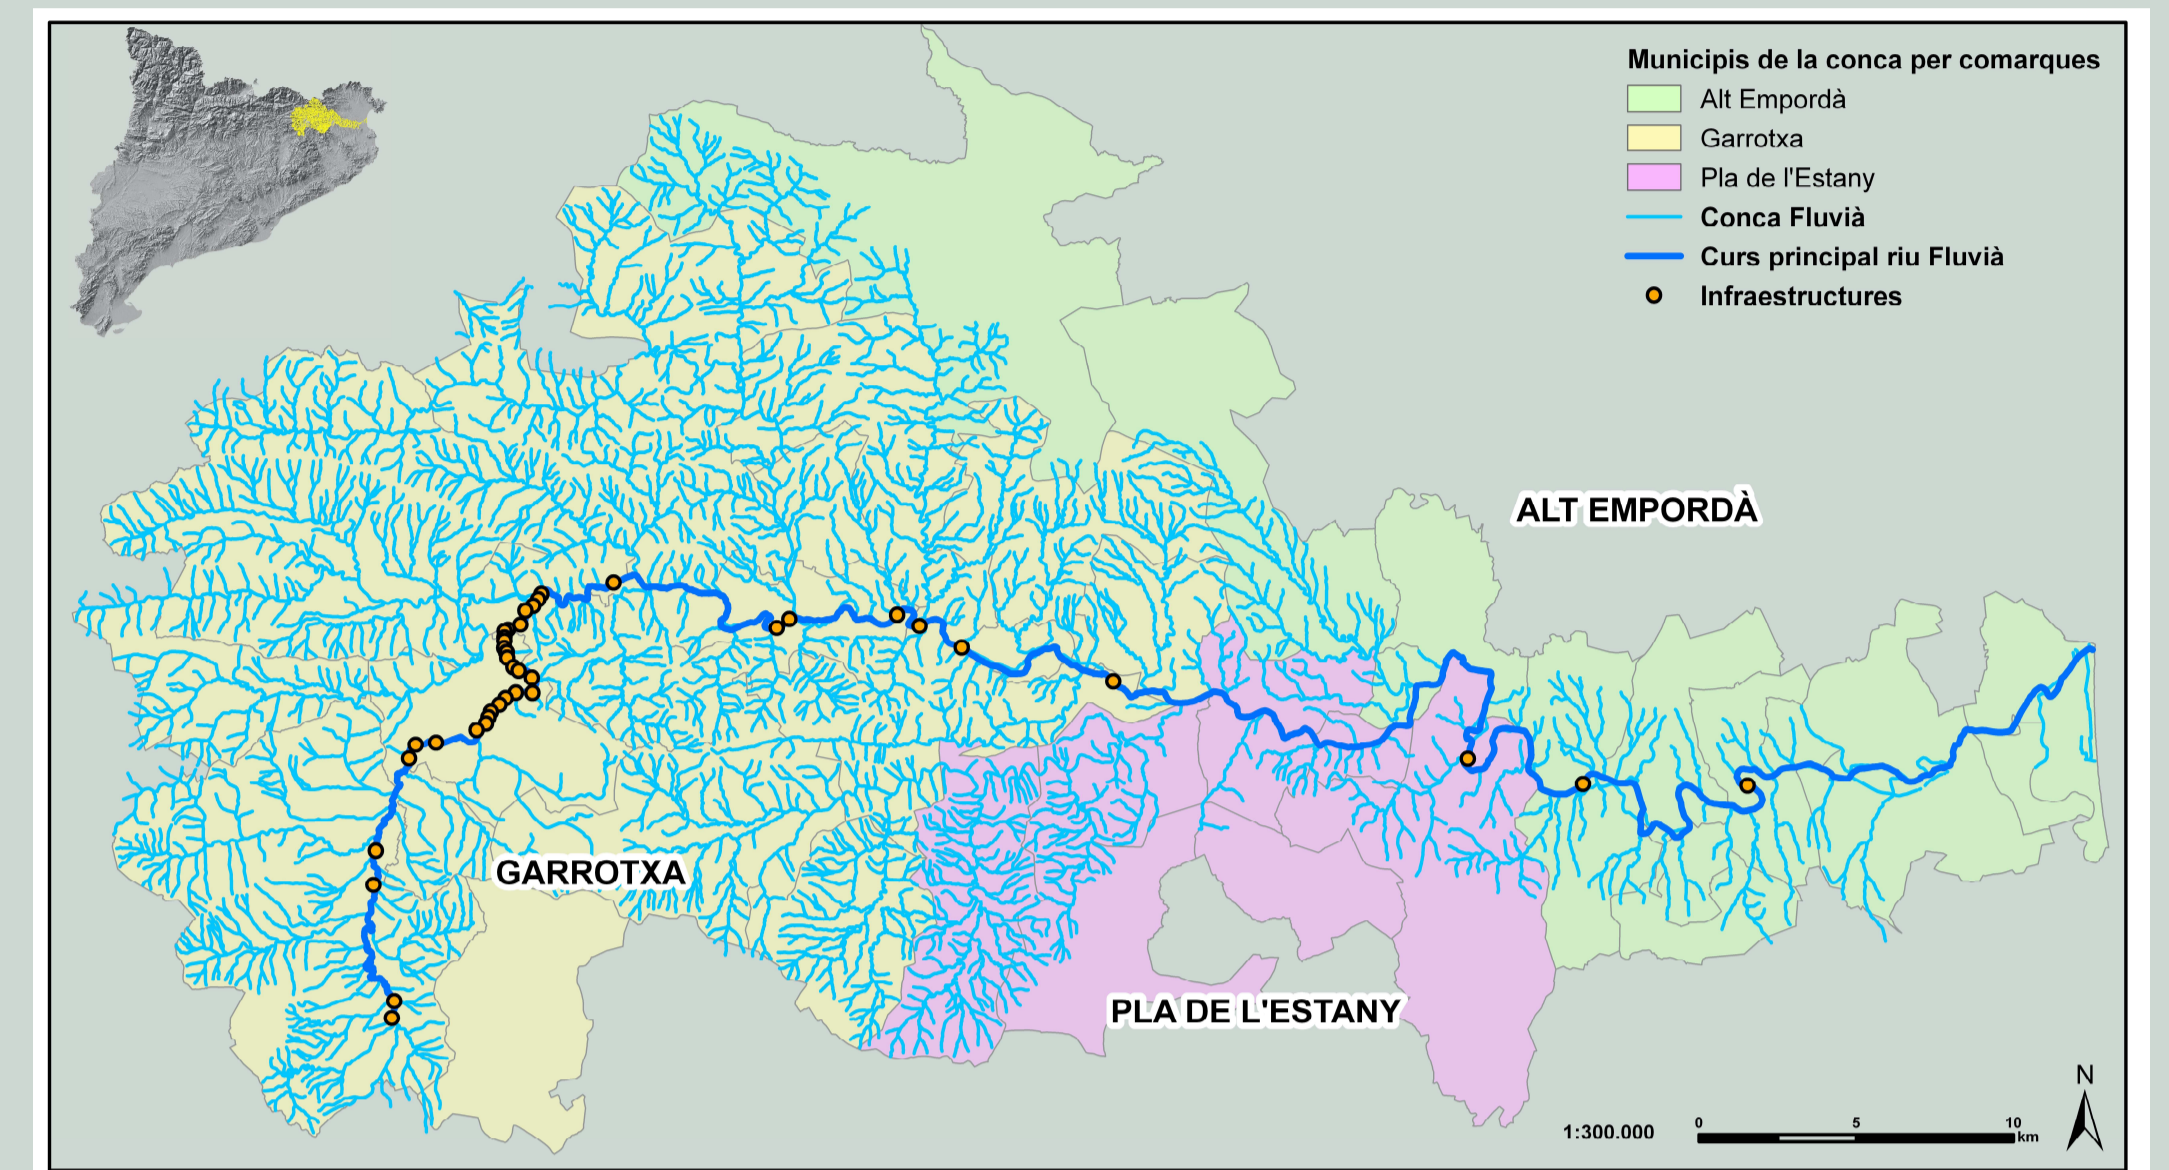 Municipis de la conca per comarques
Alt Empordà
Garrotxa
Pla de l'Estany
Conca Fluvià
Curs principal riu Fluvià
Infraestructures
ALT EMPORDÀ
GARROTXA
PLA DE L'ESTANY
N
1:300.000
0 5 10
km